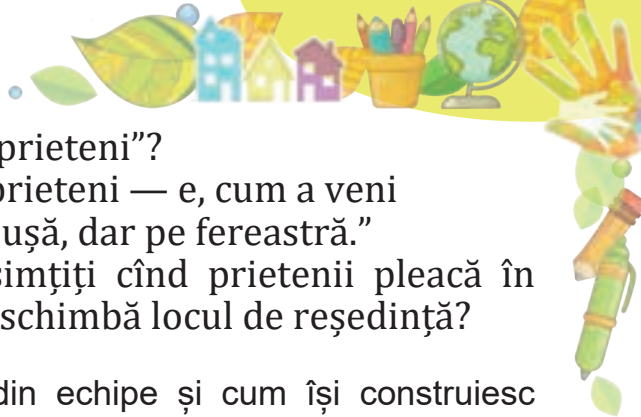 prieteni”?
prieteni — e, cum a veni
ușă, dar pe fereastră.”
simțiți cînd prietenii pleacă în
schimbă locul de reședință?
din echipe și cum își construiesc